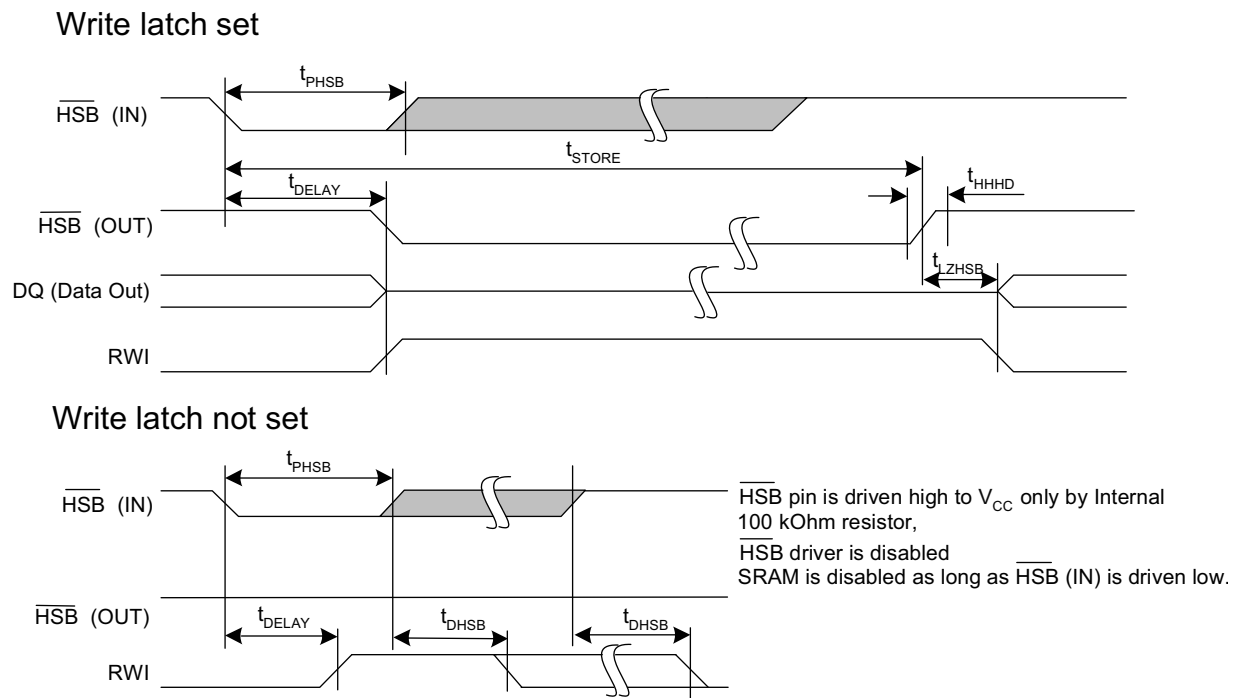 Write latch set
tPHSB
HSB (IN)
tSTORE
tDELAY
tHHHD
HSB (OUT)
tLZHSB
DQ (Data Out)
RWI
Write latch not set
tPHSB
HSB (IN)
HSB pin is driven high to VCC only by Internal
100 kOhm resistor,
HSB driver is disabled
SRAM is disabled as long as HSB (IN) is driven low.
HSB (OUT)
tDELAY
tDHSB
tDHSB
RWI